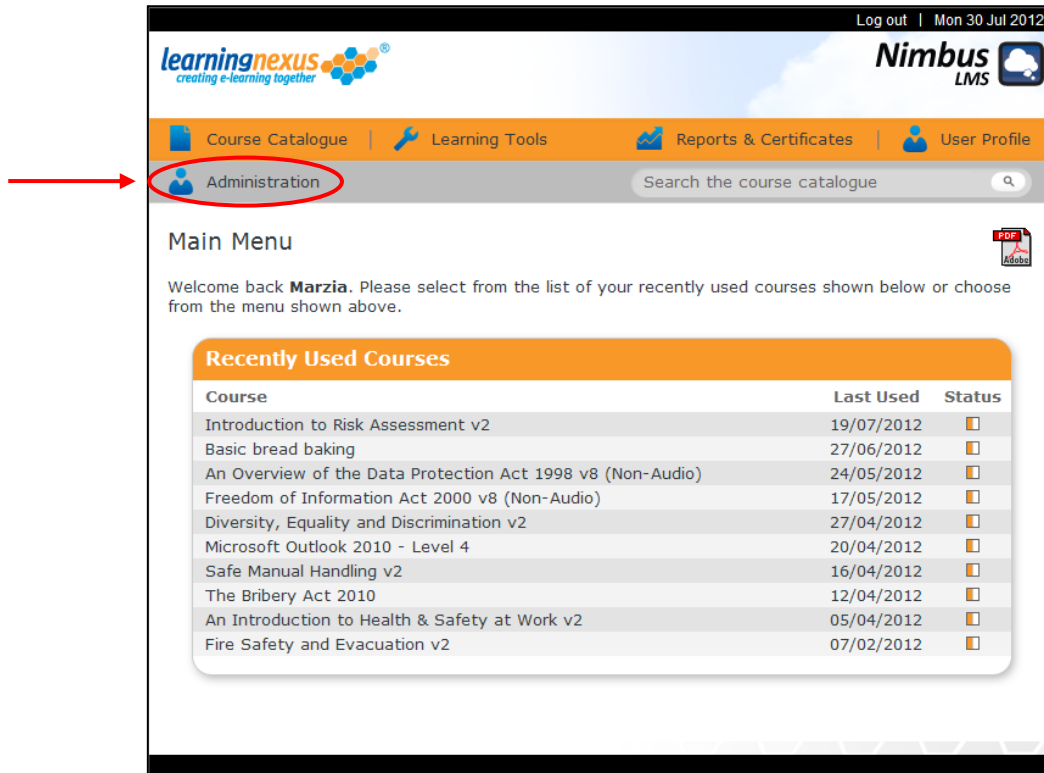 Log out | Mon 30 Jul 2012
learningnexus®
creating e-learning together
Nimbus
LMS
Course Catalogue | Learning Tools Reports & Certificates | User Profile
Administration Search the course catalogue
Main Menu
PDF
Adobe
Welcome back Marzia. Please select from the list of your recently used courses shown below or choose
from the menu shown above.
Recently Used Courses
Course Last Used Status
Introduction to Risk Assessment v2 19/07/2012
Basic bread baking 27/06/2012
An Overview of the Data Protection Act 1998 v8 (Non-Audio) 24/05/2012
Freedom of Information Act 2000 v8 (Non-Audio) 17/05/2012
Diversity, Equality and Discrimination v2 27/04/2012
Microsoft Outlook 2010 - Level 4 20/04/2012
Safe Manual Handling v2 16/04/2012
The Bribery Act 2010 12/04/2012
An Introduction to Health & Safety at Work v2 05/04/2012
Fire Safety and Evacuation v2 07/02/2012